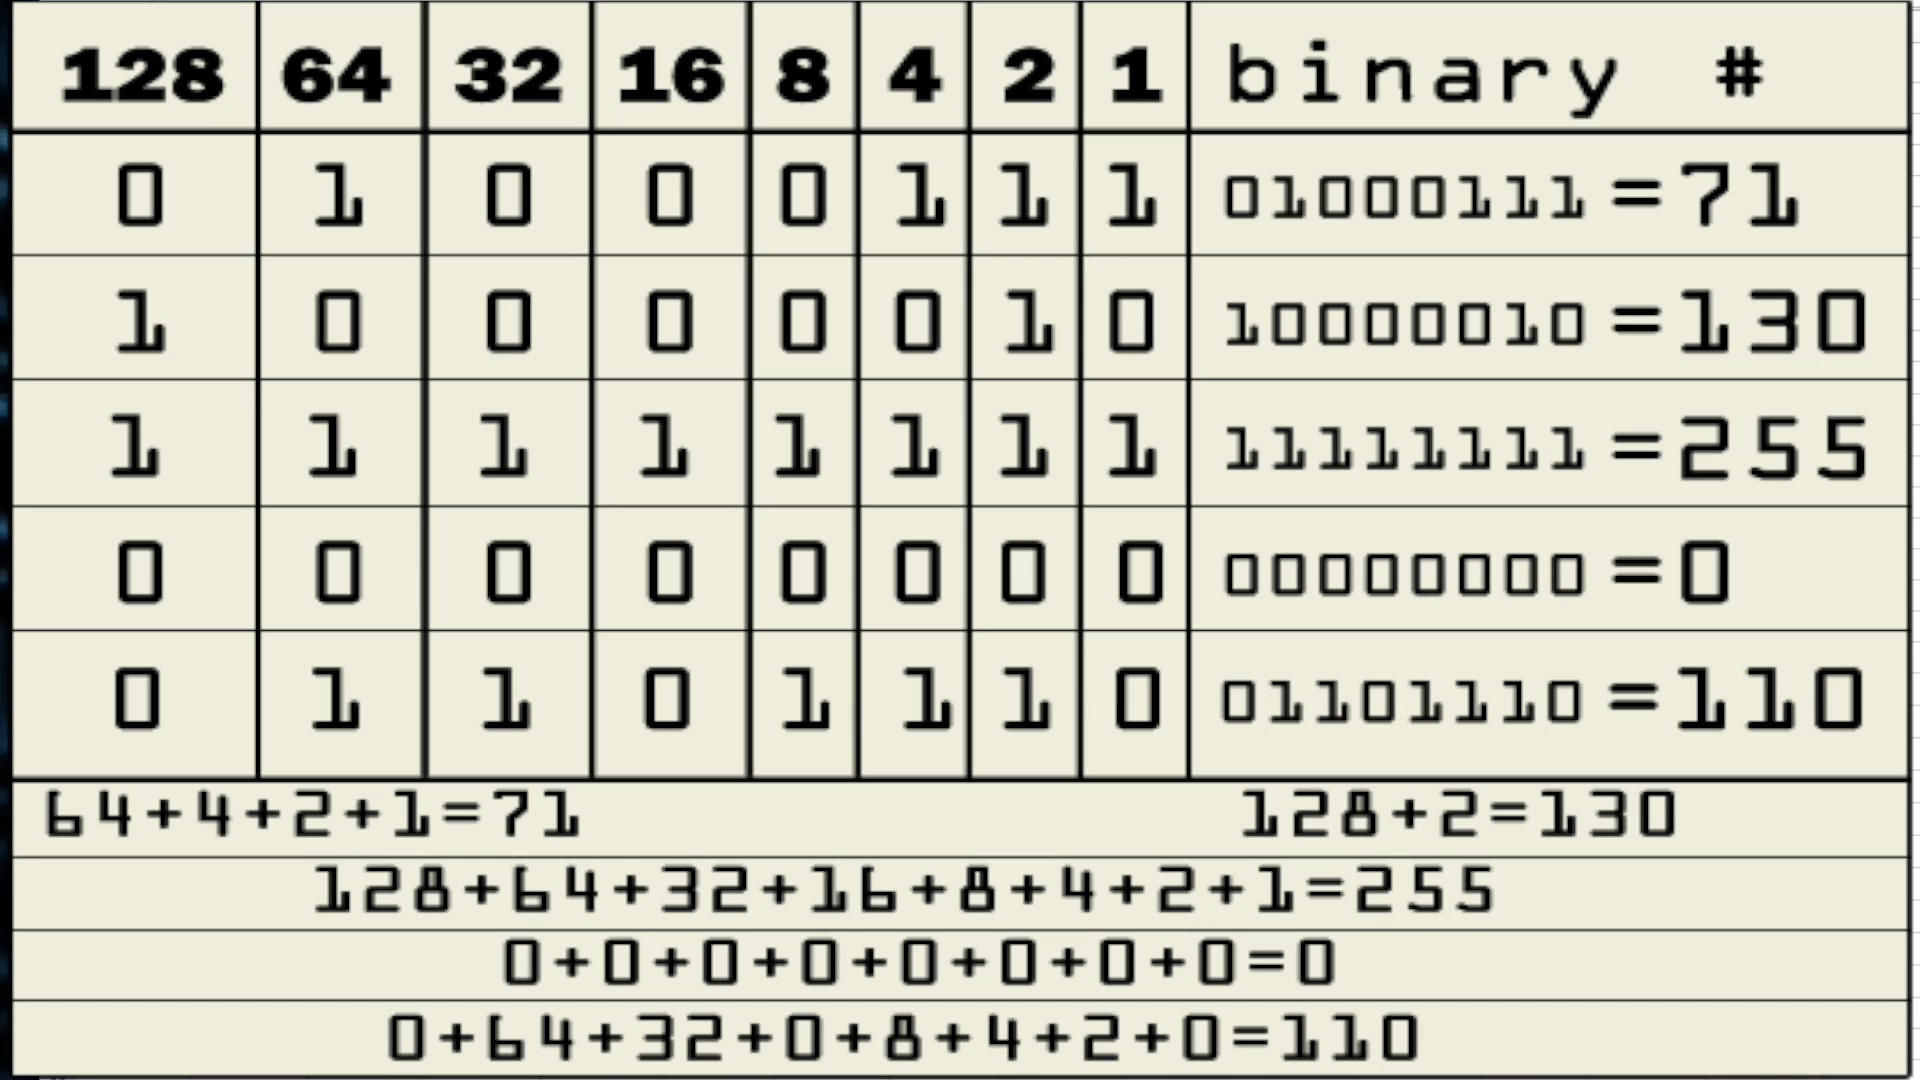 128 64 32 16 8 4 2 1 binary #
0 1 0 0 0 1 1 1 01000111 =71
1 0 0 0 0 0 1 0 10000010 =130
1 1 1 1 1 1 1 1 11111111 =255
0 0 0 0 0 0 0 0 00000000 =0
0 1 1 0 1 1 1 0 01101110 =110
64+4+2+1=71 128+2=130
128+64+32+16+8+4+2+1=255
0+0+0+0+0+0+0+0=0
0+64+32+0+8+4+2+0=110